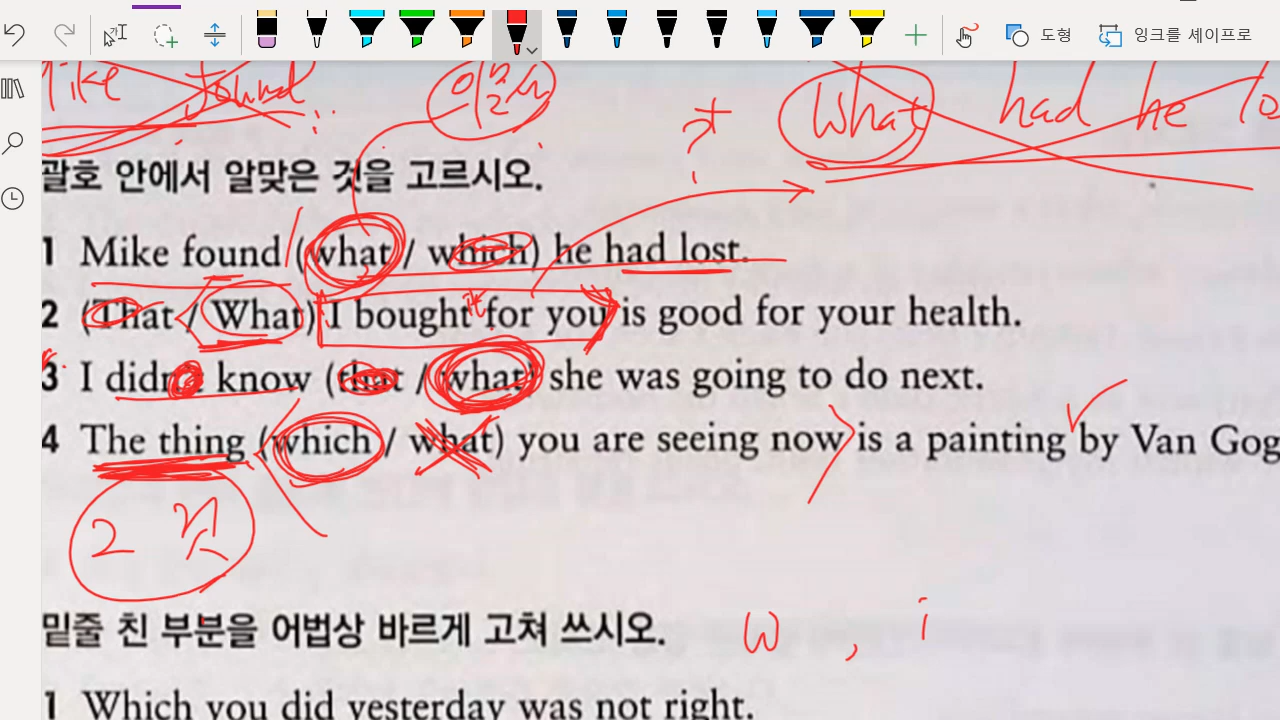 도형 잉크를 셰이프로
Mike found 의문사 What had he lo
것
괄호 안에서 알맞은 것을 고르시오.
1 Mike found (what / which) he had lost.
2 (That / What) I bought for you is good for your health.
3 I didn't know (that / what) she was going to do next.
4 The thing (which / what) you are seeing now is a painting by Van Gog
그 것
밑줄 친 부분을 어법상 바르게 고쳐 쓰시오. W , i
1 Which you did yesterday was not right.